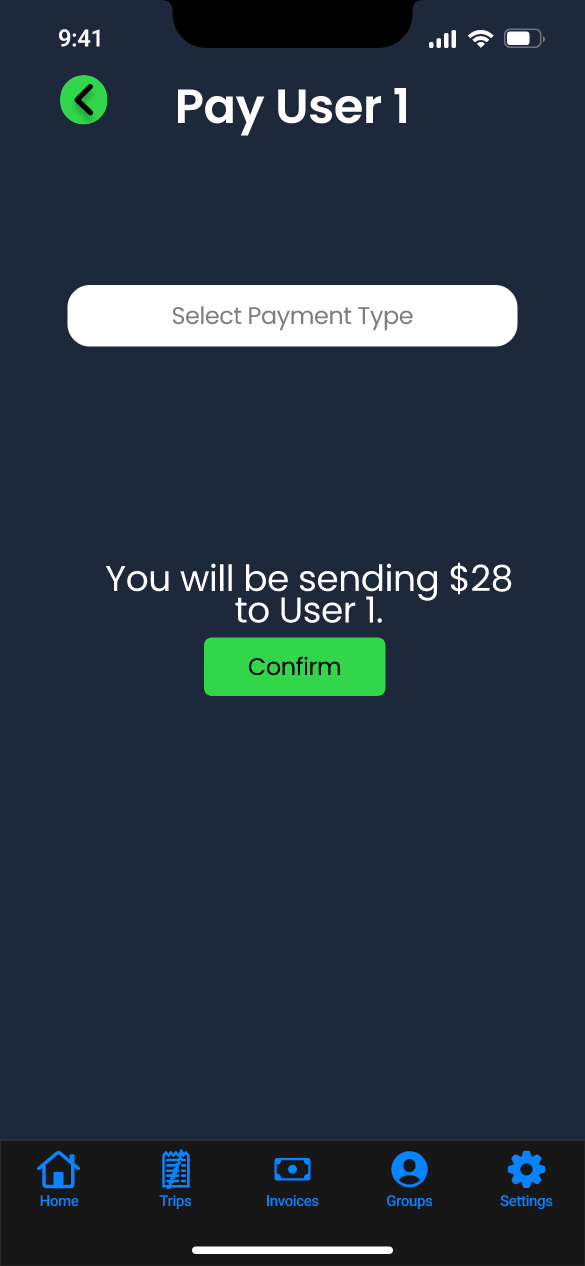 9:41
Pay User 1
Select Payment Type
You will be sending $28
to User 1.
Confirm
Home
Trips
Invoices
Groups
Settings